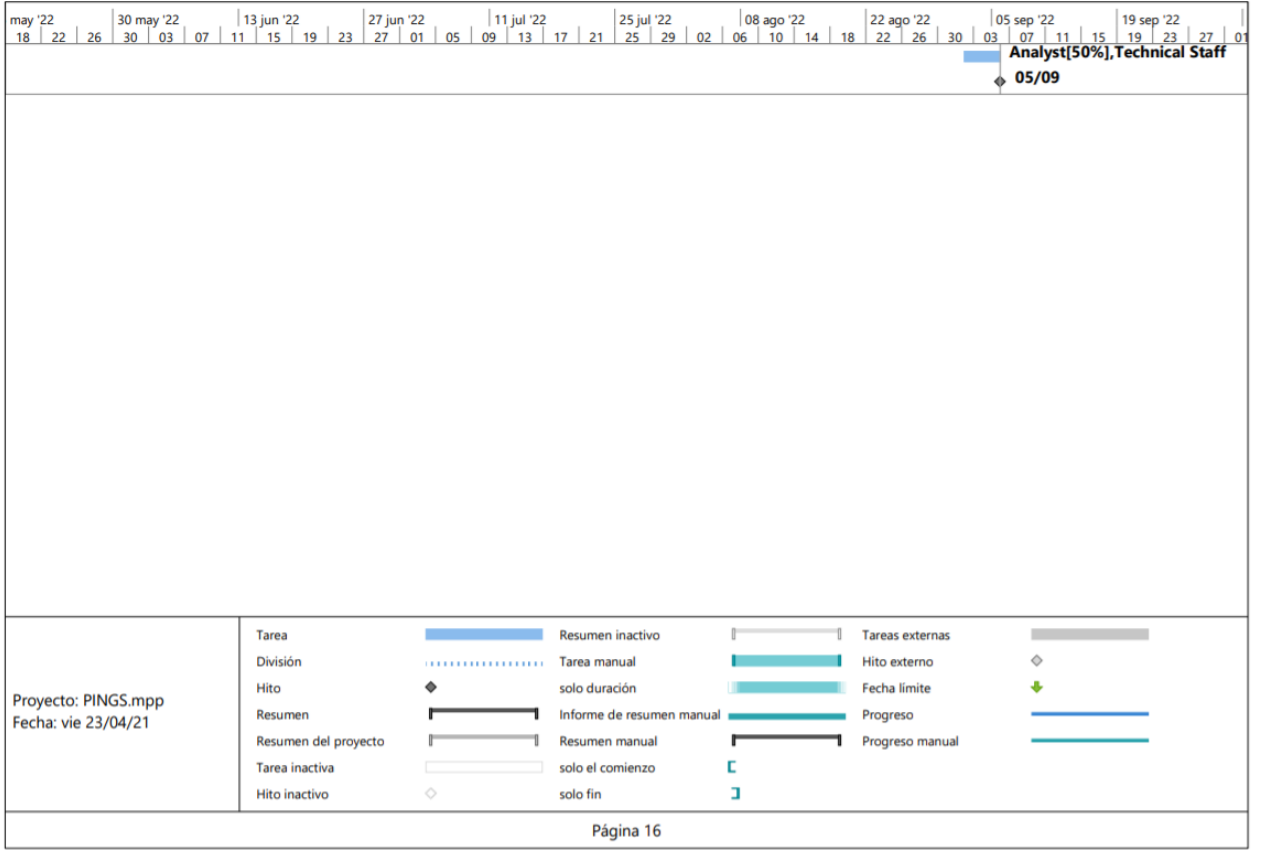 may '22 30 may '22 13 jun '22 27 jun '22 11 jul '22 25 jul '22 08 ago '22 22 ago '22 05 sep '22 19 sep '22
18 22 26 30 03 07 11 15 19 23 27 01 05 09 13 17 21 25 29 02 06 10 14 18 22 26 30 03 07 11 15 19 23 27 01
Analyst[50%],Technical Staff
05/09
Tarea Resumen inactivo Tareas externas
División Tarea manual Hito externo
Hito solo duración Fecha límite
Proyecto: PINGS.mpp
Fecha: vie 23/04/21
Resumen Informe de resumen manual Progreso
Resumen del proyecto Resumen manual Progreso manual
Tarea inactiva solo el comienzo
Hito inactivo solo fin
Página 16